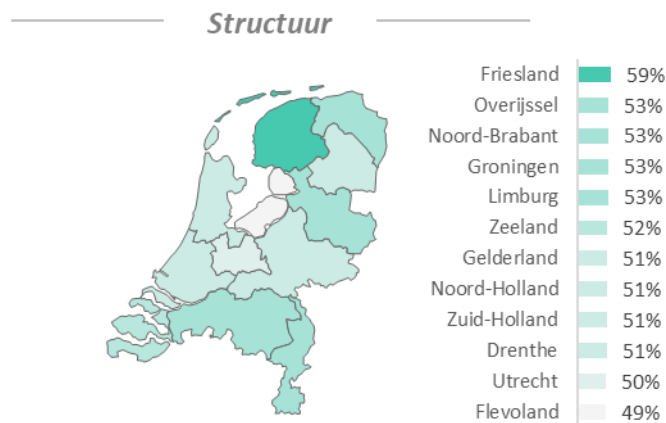 Structuur
Friesland 59%
Overijssel 53%
Noord-Brabant 53%
Groningen 53%
Limburg 53%
Zeeland 52%
Gelderland 51%
Noord-Holland 51%
Zuid-Holland 51%
Drenthe 51%
Utrecht 50%
Flevoland 49%